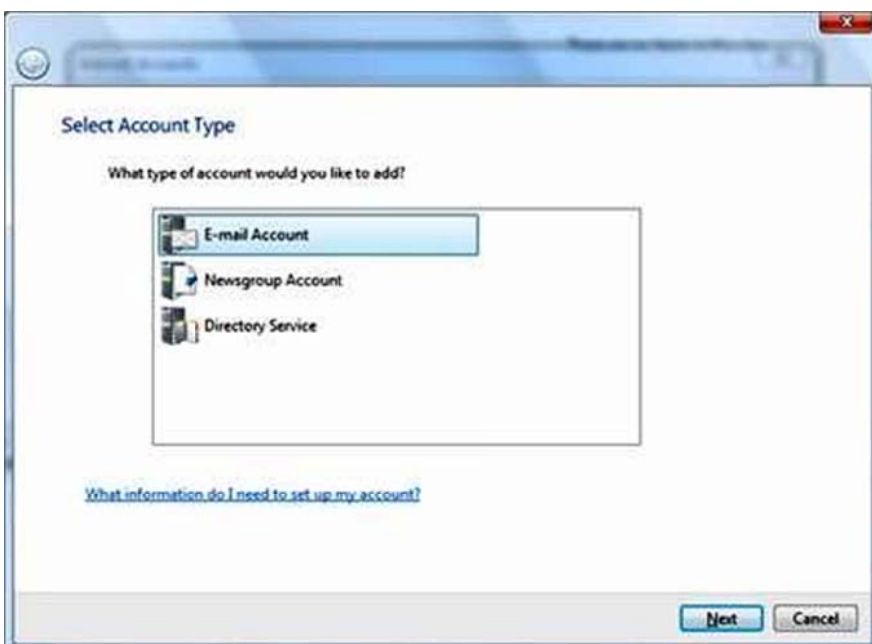 Select Account Type
What type of account would you like to add?
E-mail Account
Newsgroup Account
Directory Service
What information do I need to set up my account?
Next
Cancel